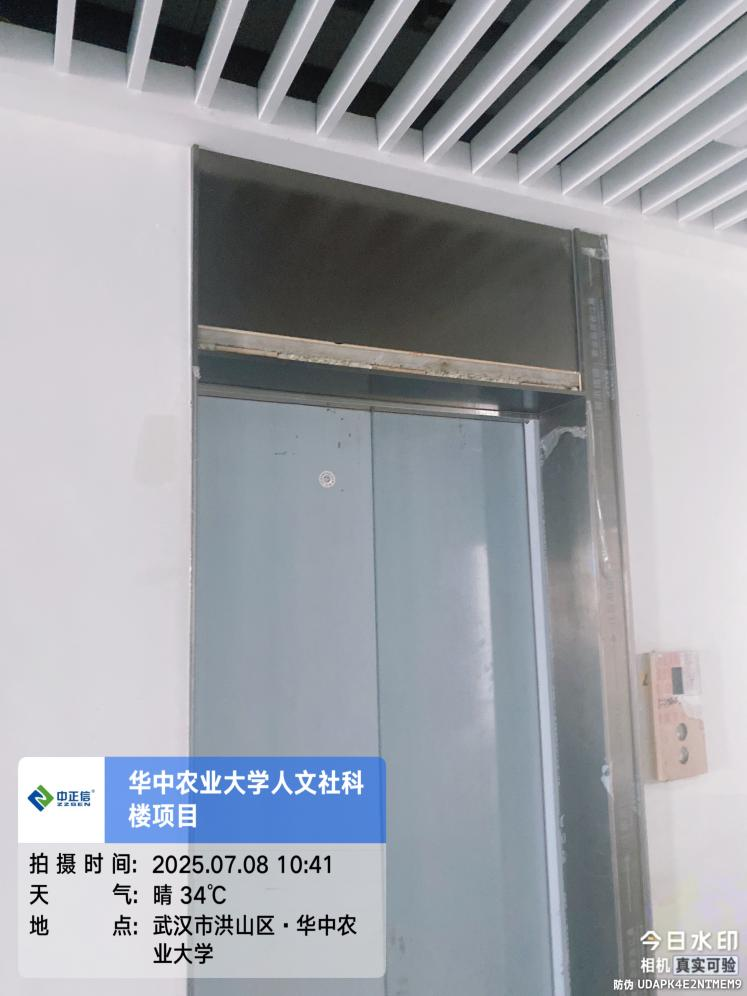 中正信®
ZZSEN
华中农业大学人文社科
楼项目
拍摄时间: 2025.07.08 10:41
天气: 晴 34℃
地点: 武汉市洪山区·华中农
业大学
今日水印
相机 真实可验
防伪 UDAPK4E2NTMEM9